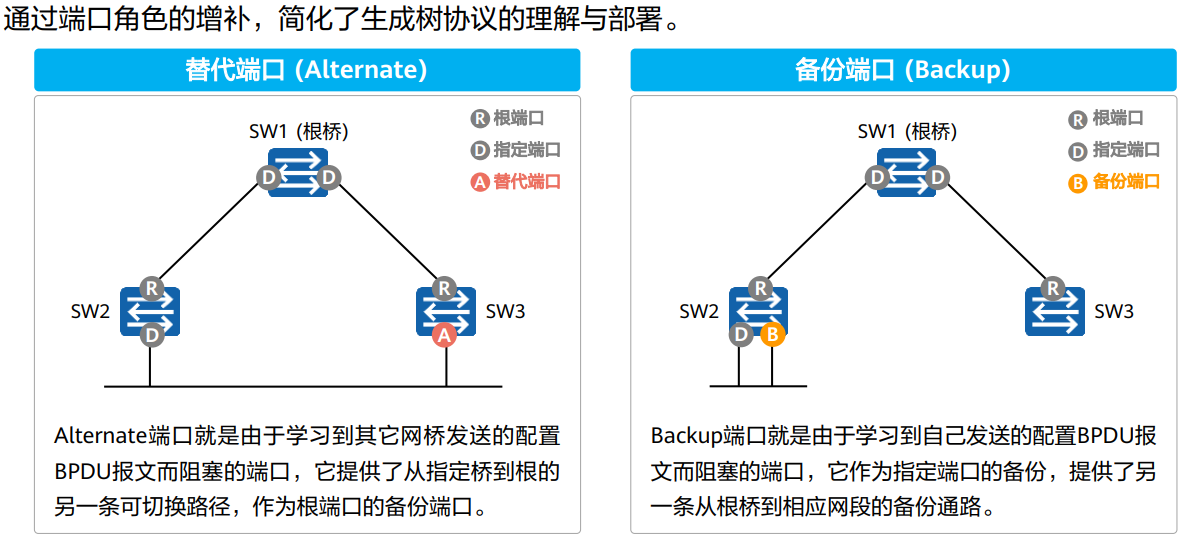 通过端口角色的增补，简化了生成树协议的理解与部署。
替代端口 (Alternate)
SW1 (根桥)
R 根端口
D 指定端口
A 替代端口
D
D
R
R
SW2
SW3
D
A
Alternate端口就是由于学习到其它网桥发送的配置
BPDU报文而阻塞的端口，它提供了从指定桥到根的
另一条可切换路径，作为根端口的备份端口。
备份端口 (Backup)
SW1 (根桥)
R 根端口
D 指定端口
B 备份端口
D
D
R
R
SW2
SW3
D
B
Backup端口就是由于学习到自己发送的配置BPDU报
文而阻塞的端口，它作为指定端口的备份，提供了另
一条从根桥到相应网段的备份通路。